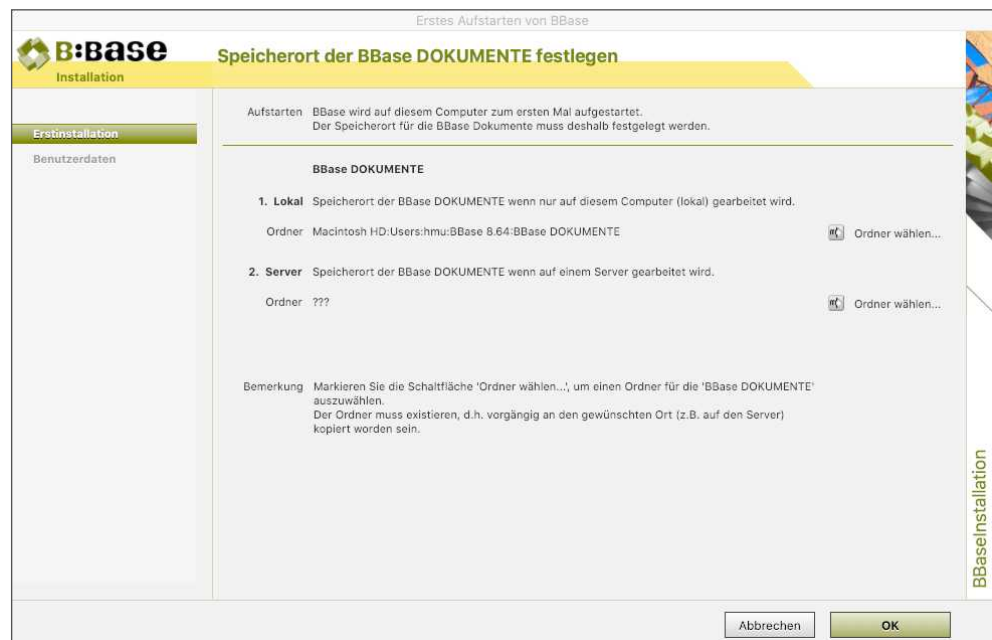 Erstes Aufstarten von BBase
B:Base
Installation
Speicherort der BBase DOKUMENTE festlegen
Erstinstallation
Benutzerdaten
Aufstarten BBase wird auf diesem Computer zum ersten Mal aufgestartet.
Der Speicherort für die BBase Dokumente muss deshalb festgelegt werden.
BBase DOKUMENTE
1. Lokal Speicherort der BBase DOKUMENTE wenn nur auf diesem Computer (lokal) gearbeitet wird.
Ordner Macintosh HD:Users:hmu:BBase 8.64:BBase DOKUMENTE Ordner wählen...
2. Server Speicherort der BBase DOKUMENTE wenn auf einem Server gearbeitet wird.
Ordner ??? Ordner wählen...
Bemerkung Markieren Sie die Schaltfläche 'Ordner wählen...', um einen Ordner für die 'BBase DOKUMENTE'
auszuwählen.
Der Ordner muss existieren, d.h. vorgängig an den gewünschten Ort (z.B. auf den Server)
kopiert worden sein.
BBaseInstallation
Abbrechen OK